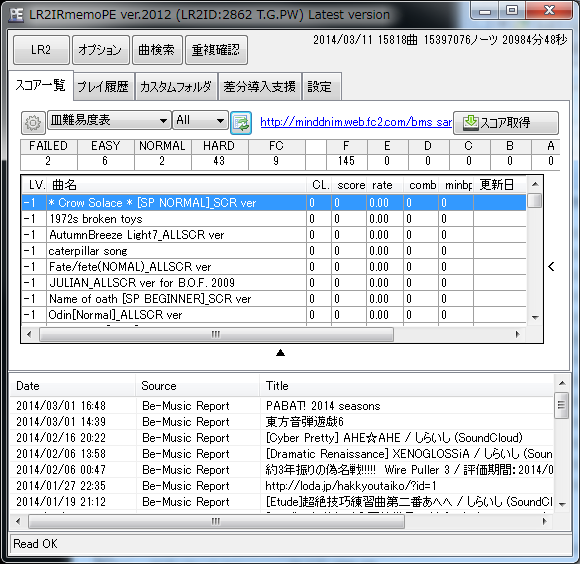 LR2IRmemoPE ver.2012 (LR2ID:2862 T.G.PW) Latest version
LR2 オプション 曲検索 重複確認 2014/03/11 15818曲 15397076ノーツ 20984分48秒
スコア一覧 プレイ履歴 カスタムフォルダ 差分導入支援 設定
皿難易度表 All http://minddnim.web.fc2.com/bms sar スコア取得
FAILED EASY NORMAL HARD FC F E D C B A
2 6 2 43 9 145 0 0 0 0 0
LV. 曲名 CL. score rate comb minbp 更新日
-1 * Crow Solace * [SP NORMAL]_SCR ver 0 0 0.00 0 0
-1 1972s broken toys 0 0 0.00 0 0
-1 AutumnBreeze Light7_ALLSCR ver 0 0 0.00 0 0
-1 caterpillar song 0 0 0.00 0 0
-1 Fate/fete(NOMAL)_ALLSCR ver 0 0 0.00 0 0
-1 JULIAN_ALLSCR ver for B.O.F. 2009 0 0 0.00 0 0
-1 Name of oath [SP BEGINNER]_SCR ver 0 0 0.00 0 0
-1 Odin[Normal]_ALLSCR ver 0 0 0.00 0 0
Date Source Title
2014/03/01 16:48 Be-Music Report PABAT! 2014 seasons
2014/03/01 14:39 Be-Music Report 東方音弾遊戯6
2014/02/16 20:22 Be-Music Report [Cyber Pretty] AHE☆AHE / しらいし (SoundCloud)
2014/02/06 13:58 Be-Music Report [Dramatic Renaissance] XENOGLOSSiA / しらいし (Soun
2014/02/06 00:47 Be-Music Report 約3年振りの偽名戦!!!!! Wire Puller 3 / 評価期間: 2014/0
2014/01/27 22:35 Be-Music Report http://loda.jp/hakkyoutaiko/?id=1
2014/01/19 21:12 Be-Music Report [Etude]超絶技巧練習曲第二番あへへ / しらいし (SoundCl
Read OK